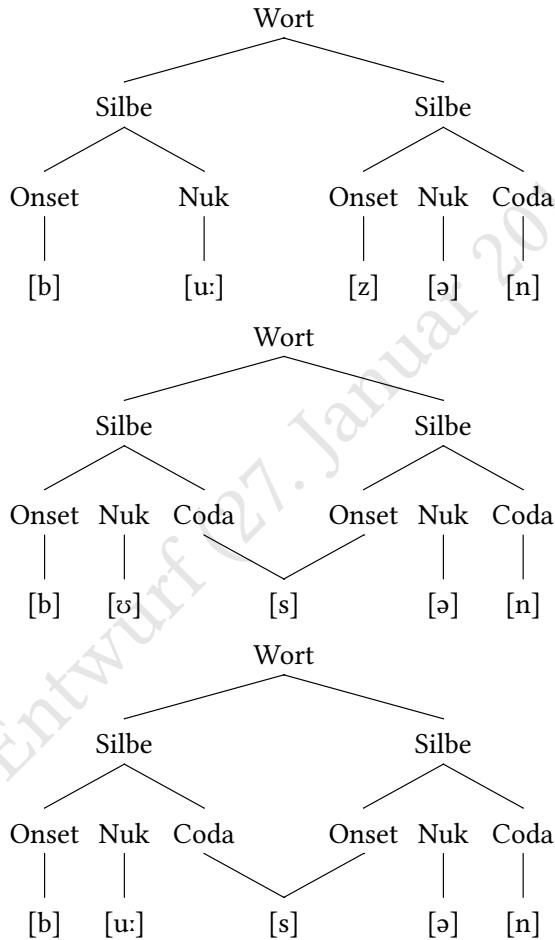 Wort
Silbe Silbe
Onset Nuk Onset Nuk Coda
[b] [uː] [z] [ə] [n]
Wort
Silbe Silbe
Onset Nuk Coda Onset Nuk Coda
[b] [ʊ] [s] [ə] [n]
Wort
Silbe Silbe
Onset Nuk Coda Onset Nuk Coda
[b] [uː] [s] [ə] [n]
Entwurf (27. Januar 20